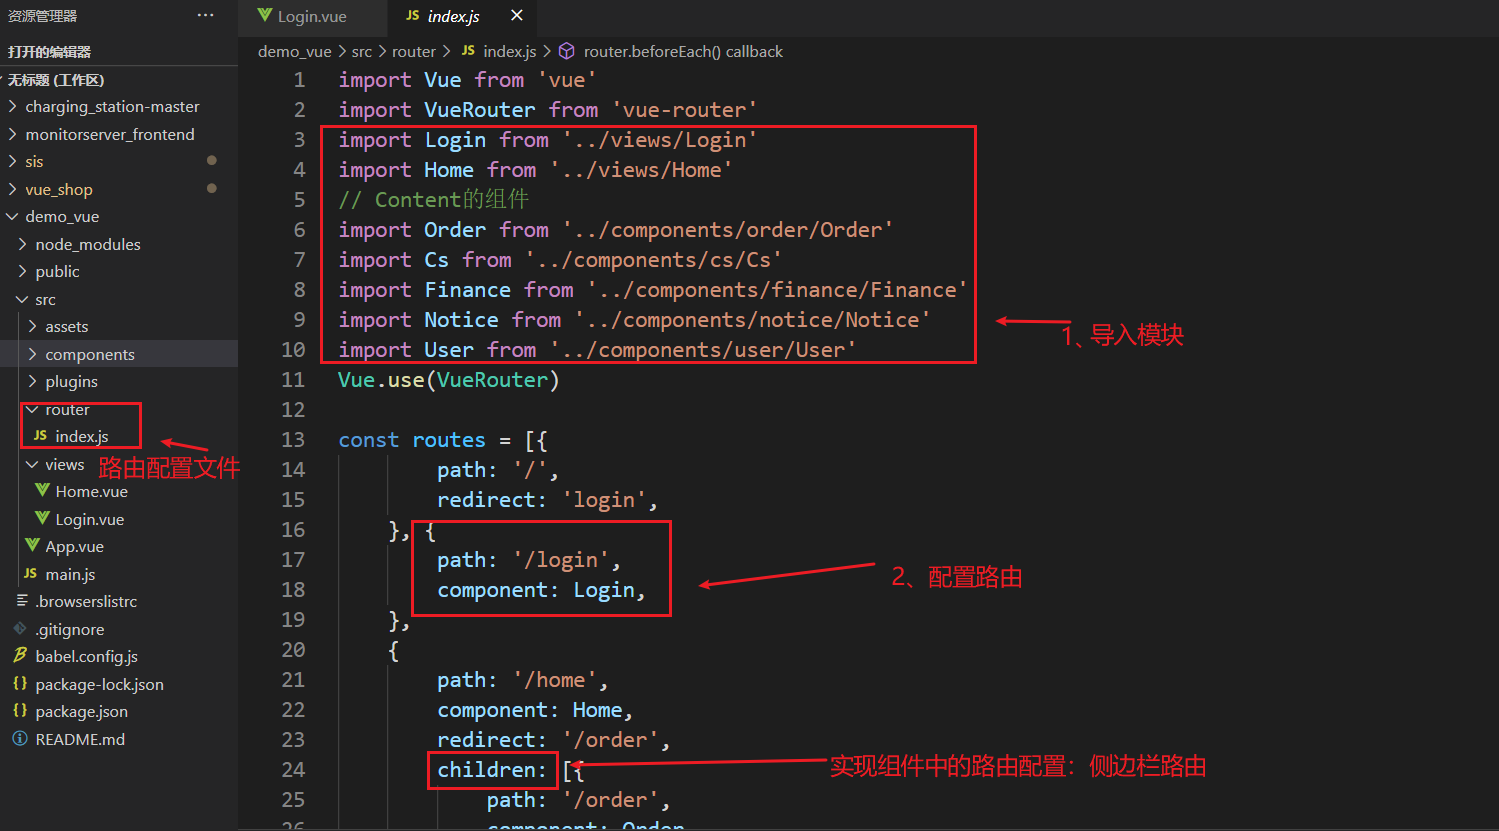 资源管理器
···
打开的编辑器
无标题 (工作区)
charging_station-master
monitorserver_frontend
sis
vue_shop
demo_vue
node_modules
public
src
assets
components
plugins
router
JS index.js
路由配置文件
views
Home.vue
Login.vue
App.vue
JS main.js
.browserslistrc
.gitignore
babel.config.js
{} package-lock.json
{} package.json
README.md
Login.vue
JS index.js ×
demo_vue > src > router > JS index.js > router.beforeEach() callback
1 import Vue from 'vue'
2 import VueRouter from 'vue-router'
3 import Login from '../views/Login'
4 import Home from '../views/Home'
5 // Content的组件
6 import Order from '../components/order/Order'
7 import Cs from '../components/cs/Cs'
8 import Finance from '../components/finance/Finance'
9 import Notice from '../components/notice/Notice'
1、导入模块
10 import User from '../components/user/User'
11 Vue.use(VueRouter)
12
13 const routes = [{
14 path: '/',
15 redirect: 'login',
16 }, {
17 path: '/login',
2、配置路由
18 component: Login,
19 },
20 {
21 path: '/home',
22 component: Home,
23 redirect: '/order',
24 children: [{
实现组件中的路由配置：侧边栏路由
25 path: '/order',
26 component: Order